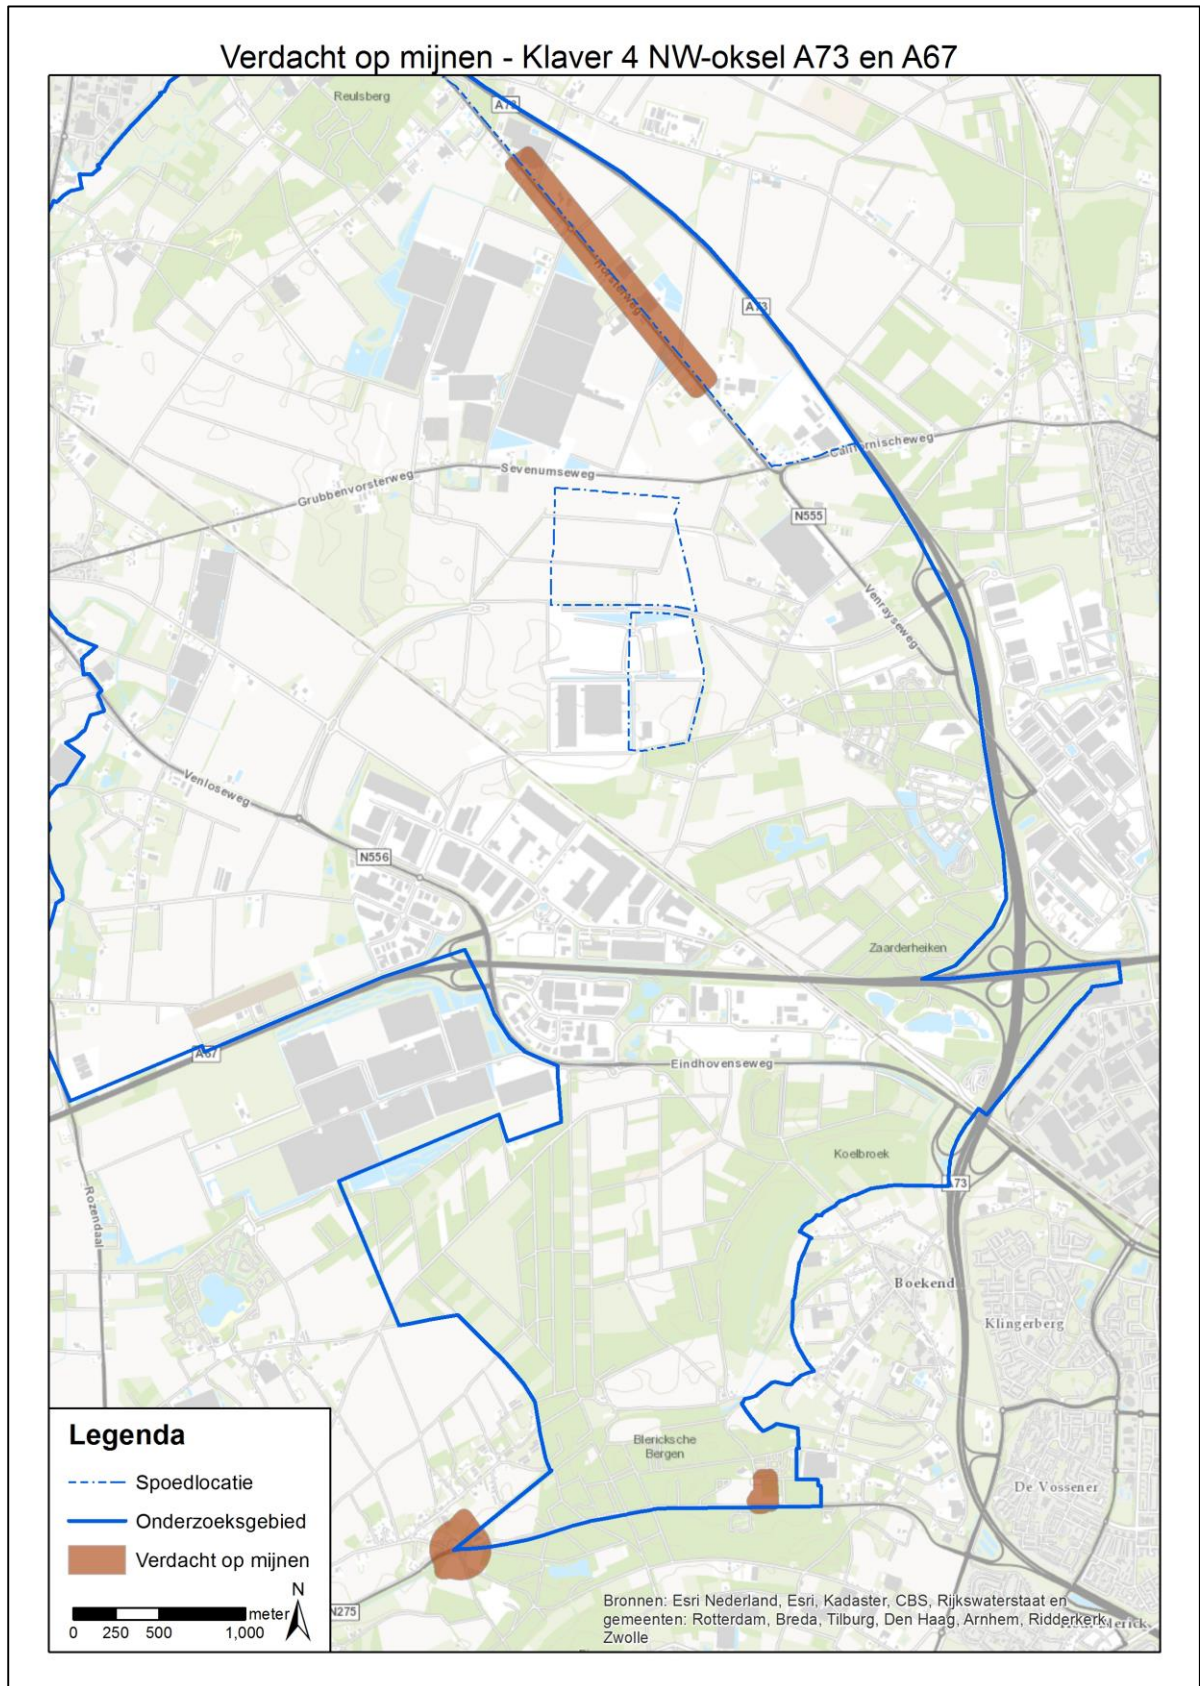 Verdacht op mijnen - Klaver 4 NW-oksel A73 en A67
Reulsberg
A73
Horsterweg
A73
Californischeweg
Sevenumseweg
Grubbenvorsterweg
N555
Venrayseweg
Venloseweg
N556
Zaarderheiken
A67
Eindhovenseweg
Koelbroek
A73
Rozendaal
Boekend
Klingerberg
Blericksche
Bergen
De Vossener
N275
Legenda
Spoedlocatie
Onderzoeksgebied
Verdacht op mijnen
N
meter
0 250 500 1,000
Bronnen: Esri Nederland, Esri, Kadaster, CBS, Rijkswaterstaat en
gemeenten: Rotterdam, Breda, Tilburg, Den Haag, Arnhem, Ridderkerk,
Zwolle